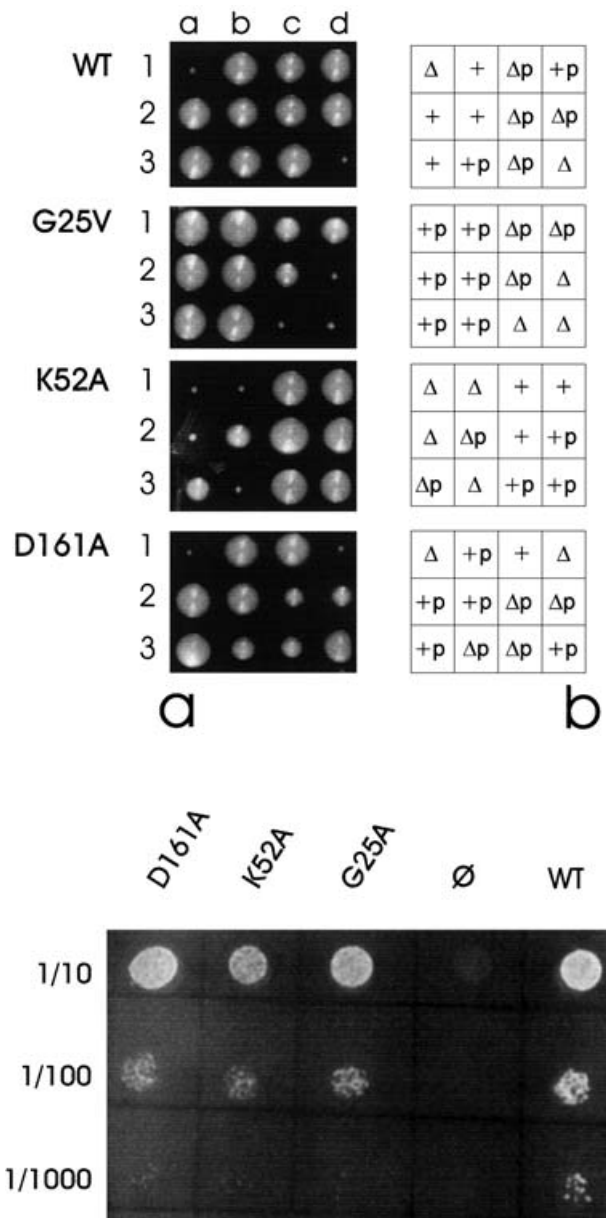 a b c d
WT 1 Δ + Δp +p
2 + + Δp Δp
3 + +p Δp Δ
G25V 1 +p +p Δp Δp
2 +p +p Δp Δ
3 +p +p Δ Δ
K52A 1 Δ Δ + +
2 Δ Δp + +p
3 Δp Δ +p +p
D161A 1 Δ +p + Δ
2 +p +p Δp Δp
3 +p Δp Δp +p
a b
D161A K52A G25A Ø WT
1/10
1/100
1/1000